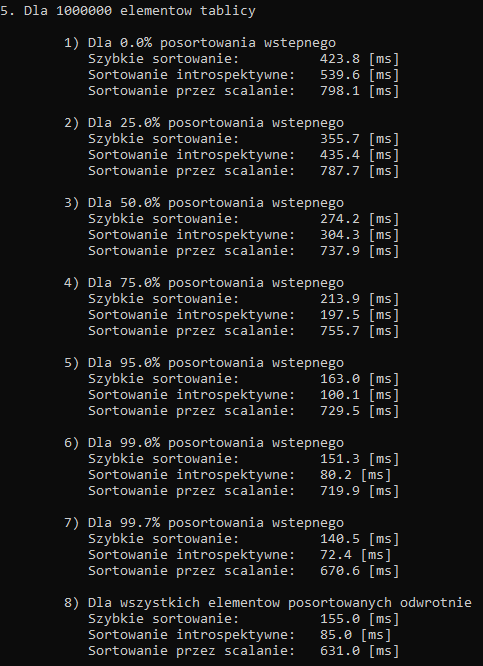 5. Dla 1000000 elementow tablicy
1) Dla 0.0% posortowania wstepnego
Szybkie sortowanie: 423.8 [ms]
Sortowanie introspektywne: 539.6 [ms]
Sortowanie przez scalanie: 798.1 [ms]
2) Dla 25.0% posortowania wstepnego
Szybkie sortowanie: 355.7 [ms]
Sortowanie introspektywne: 435.4 [ms]
Sortowanie przez scalanie: 787.7 [ms]
3) Dla 50.0% posortowania wstepnego
Szybkie sortowanie: 274.2 [ms]
Sortowanie introspektywne: 304.3 [ms]
Sortowanie przez scalanie: 737.9 [ms]
4) Dla 75.0% posortowania wstepnego
Szybkie sortowanie: 213.9 [ms]
Sortowanie introspektywne: 197.5 [ms]
Sortowanie przez scalanie: 755.7 [ms]
5) Dla 95.0% posortowania wstepnego
Szybkie sortowanie: 163.0 [ms]
Sortowanie introspektywne: 100.1 [ms]
Sortowanie przez scalanie: 729.5 [ms]
6) Dla 99.0% posortowania wstepnego
Szybkie sortowanie: 151.3 [ms]
Sortowanie introspektywne: 80.2 [ms]
Sortowanie przez scalanie: 719.9 [ms]
7) Dla 99.7% posortowania wstepnego
Szybkie sortowanie: 140.5 [ms]
Sortowanie introspektywne: 72.4 [ms]
Sortowanie przez scalanie: 670.6 [ms]
8) Dla wszystkich elementow posortowanych odwrotnie
Szybkie sortowanie: 155.0 [ms]
Sortowanie introspektywne: 85.0 [ms]
Sortowanie przez scalanie: 631.0 [ms]